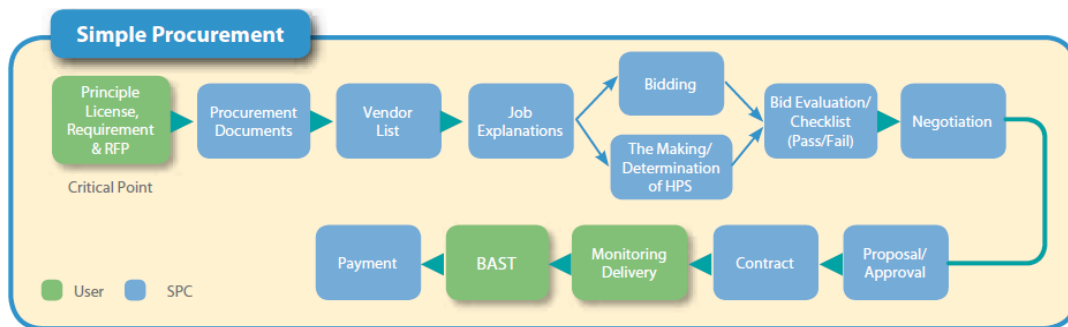 Simple Procurement
Principle
License,
Requirement
& RFP
Critical Point
Procurement
Documents
Vendor
List
Job
Explanations
Bidding
The Making/
Determination
of HPS
Bid Evaluation/
Checklist
(Pass/Fail)
Negotiation
Payment
BAST
Monitoring
Delivery
Contract
Proposal/
Approval
User
SPC